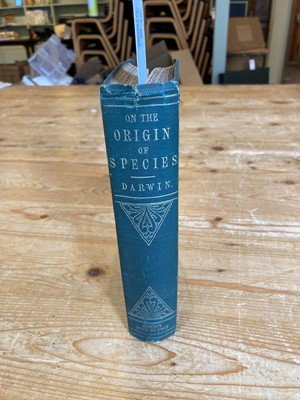 ON THE
ORIGIN
OF
SPECIES
DARWIN.